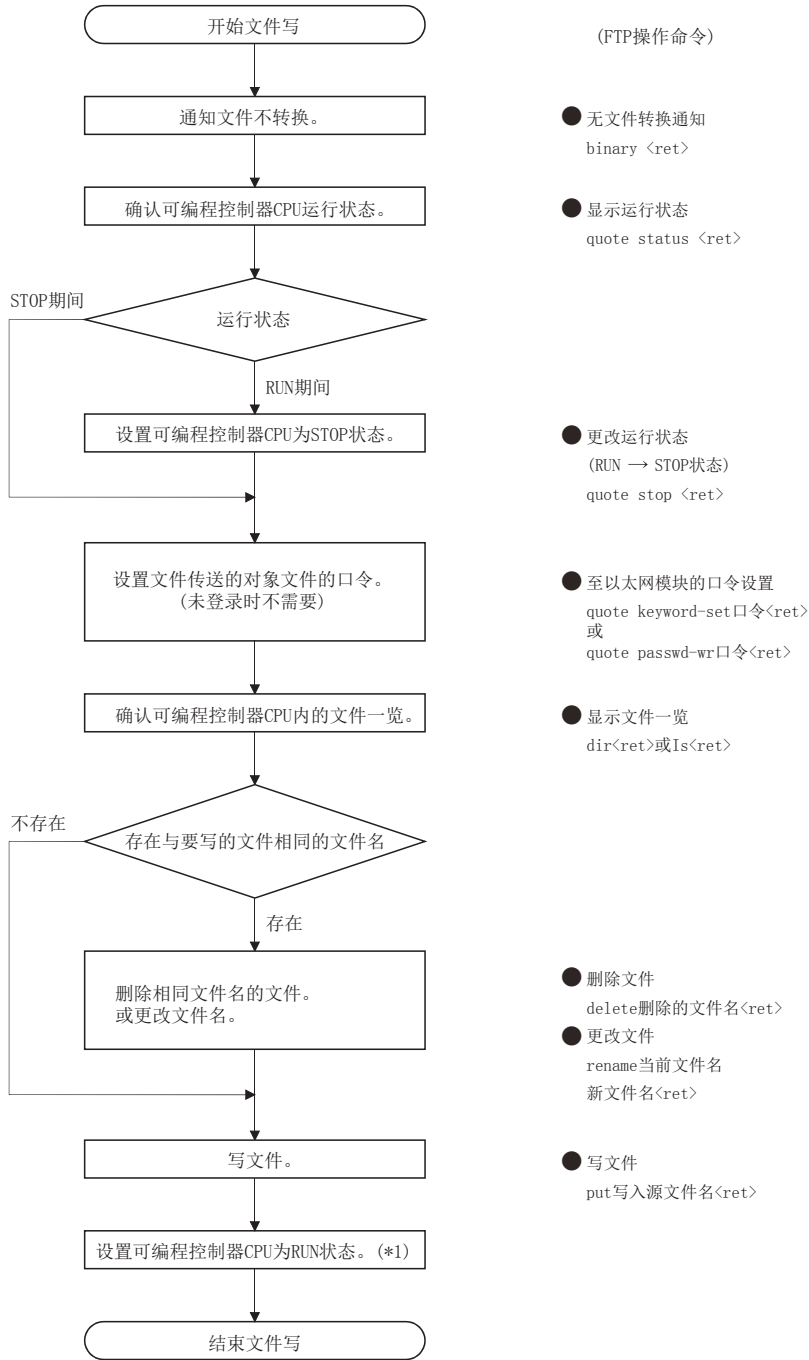 开始文件写
(FTP操作命令)
通知文件不转换。
●无文件转换通知
binary <ret>
确认可编程控制器CPU运行状态。
●显示运行状态
quote status <ret>
STOP期间
运行状态
RUN期间
设置可编程控制器CPU为STOP状态。
●更改运行状态
(RUN → STOP状态)
quote stop <ret>
设置文件传送的对象文件的口令。
(未登录时不需要)
●至以太网模块的口令设置
quote keyword-set口令<ret>
或
quote passwd-wr口令<ret>
确认可编程控制器CPU内的文件一览。
●显示文件一览
dir<ret>或Is<ret>
不存在
存在与要写的文件相同的文件名
存在
删除相同文件名的文件。
或更改文件名。
●删除文件
delete删除的文件名<ret>
●更改文件
rename当前文件名
新文件名<ret>
写文件。
●写文件
put写入源文件名<ret>
设置可编程控制器CPU为RUN状态。(*1)
结束文件写